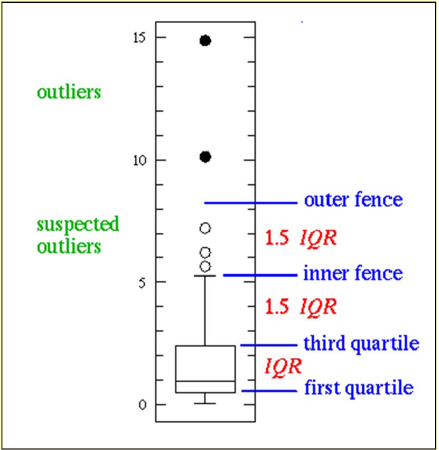 15
outliers
10
outer fence
suspected
outliers
1.5 IQR
5
inner fence
1.5 IQR
third quartile
IQR
first quartile
0